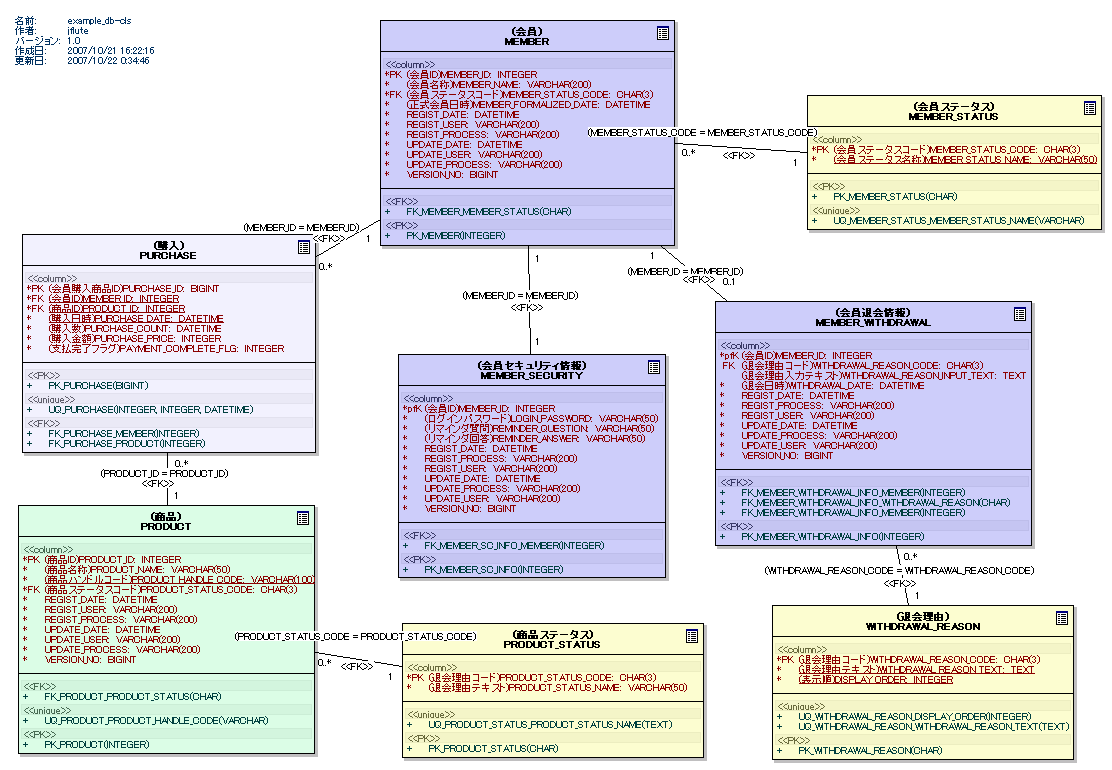 名前: example_db-cls
作者: jflute
バージョン: 1.0
作成日: 2007/10/21 16:22:16
更新日: 2007/10/22 0:34:46
(会員)
MEMBER
<<column>>
*PK (会員ID)MEMBER_ID: INTEGER
* (会員名称)MEMBER_NAME: VARCHAR(200)
*FK (会員ステータスコード)MEMBER_STATUS_CODE: CHAR(3)
* (正式会員日時)MEMBER_FORMALIZED_DATE: DATETIME
* REGIST_DATE: DATETIME
* REGIST_USER: VARCHAR(200)
* REGIST_PROCESS: VARCHAR(200)
* UPDATE_DATE: DATETIME
* UPDATE_USER: VARCHAR(200)
* UPDATE_PROCESS: VARCHAR(200)
* VERSION_NO: BIGINT
<<FK>>
+ FK_MEMBER_MEMBER_STATUS(CHAR)
<<PK>>
+ PK_MEMBER(INTEGER)
(MEMBER_STATUS_CODE = MEMBER_STATUS_CODE)
0..*
<<FK>>
1
(会員ステータス)
MEMBER_STATUS
<<column>>
*PK (会員ステータスコード)MEMBER_STATUS_CODE: CHAR(3)
* (会員ステータス名称)MEMBER_STATUS_NAME: VARCHAR(50)
<<PK>>
+ PK_MEMBER_STATUS(CHAR)
<<unique>>
+ UQ_MEMBER_STATUS_MEMBER_STATUS_NAME(VARCHAR)
(MEMBER_ID = MEMBER_ID)
<<FK>>
1
0..*
(購入)
PURCHASE
<<column>>
*PK (会員購入商品ID)PURCHASE_ID: BIGINT
*FK (会員ID)MEMBER_ID: INTEGER
*FK (商品ID)PRODUCT_ID: INTEGER
* (購入日時)PURCHASE_DATE: DATETIME
* (購入数)PURCHASE_COUNT: DATETIME
* (購入金額)PURCHASE_PRICE: INTEGER
* (支払完了フラグ)PAYMENT_COMPLETE_FLG: INTEGER
<<PK>>
+ PK_PURCHASE(BIGINT)
<<unique>>
+ UQ_PURCHASE(INTEGER, INTEGER, DATETIME)
<<FK>>
+ FK_PURCHASE_MEMBER(INTEGER)
+ FK_PURCHASE_PRODUCT(INTEGER)
1
(MEMBER_ID = MEMBER_ID)
<<FK>>
1
1
(MEMBER_ID = MEMBER_ID)
<<FK>>
0..1
(会員セキュリティ情報)
MEMBER_SECURITY
<<column>>
*pfK (会員ID)MEMBER_ID: INTEGER
* (ログインパスワード)LOGIN_PASSWORD: VARCHAR(50)
* (リマインダ質問)REMINDER_QUESTION: VARCHAR(50)
* (リマインダ回答)REMINDER_ANSWER: VARCHAR(50)
* REGIST_DATE: DATETIME
* REGIST_PROCESS: VARCHAR(200)
* REGIST_USER: VARCHAR(200)
* UPDATE_DATE: DATETIME
* UPDATE_PROCESS: VARCHAR(200)
* UPDATE_USER: VARCHAR(200)
* VERSION_NO: BIGINT
<<FK>>
+ FK_MEMBER_SC_INFO_MEMBER(INTEGER)
<<PK>>
+ PK_MEMBER_SC_INFO(INTEGER)
(会員退会情報)
MEMBER_WITHDRAWAL
<<column>>
*pfK (会員ID)MEMBER_ID: INTEGER
FK (退会理由コード)WITHDRAWAL_REASON_CODE: CHAR(3)
(退会理由入力テキスト)WITHDRAWAL_REASON_INPUT_TEXT: TEXT
* (退会日時)WITHDRAWAL_DATE: DATETIME
* REGIST_DATE: DATETIME
* REGIST_PROCESS: VARCHAR(200)
* REGIST_USER: VARCHAR(200)
* UPDATE_DATE: DATETIME
* UPDATE_PROCESS: VARCHAR(200)
* UPDATE_USER: VARCHAR(200)
* VERSION_NO: BIGINT
<<FK>>
+ FK_MEMBER_WITHDRAWAL_INFO_MEMBER(INTEGER)
+ FK_MEMBER_WITHDRAWAL_INFO_WITHDRAWAL_REASON(CHAR)
+ FK_MEMBER_WITHDRAWAL_INFO_MEMBER(INTEGER)
<<PK>>
+ PK_MEMBER_WITHDRAWAL_INFO(INTEGER)
0..*
(PRODUCT_ID = PRODUCT_ID)
<<FK>>
1
(商品)
PRODUCT
<<column>>
*PK (商品ID)PRODUCT_ID: INTEGER
* (商品名称)PRODUCT_NAME: VARCHAR(50)
* (商品ハンドルコード)PRODUCT_HANDLE_CODE: VARCHAR(100)
*FK (商品ステータスコード)PRODUCT_STATUS_CODE: CHAR(3)
* REGIST_DATE: DATETIME
* REGIST_USER: VARCHAR(200)
* REGIST_PROCESS: VARCHAR(200)
* UPDATE_DATE: DATETIME
* UPDATE_USER: VARCHAR(200)
* UPDATE_PROCESS: VARCHAR(200)
* VERSION_NO: BIGINT
<<FK>>
+ FK_PRODUCT_PRODUCT_STATUS(CHAR)
<<unique>>
+ UQ_PRODUCT_PRODUCT_HANDLE_CODE(VARCHAR)
<<PK>>
+ PK_PRODUCT(INTEGER)
(PRODUCT_STATUS_CODE = PRODUCT_STATUS_CODE)
0..*
<<FK>>
1
(商品ステータス)
PRODUCT_STATUS
<<column>>
*PK (退会理由コード)PRODUCT_STATUS_CODE: CHAR(3)
* (退会理由テキスト)PRODUCT_STATUS_NAME: VARCHAR(50)
<<unique>>
+ UQ_PRODUCT_STATUS_PRODUCT_STATUS_NAME(TEXT)
<<PK>>
+ PK_PRODUCT_STATUS(CHAR)
0..*
(WITHDRAWAL_REASON_CODE = WITHDRAWAL_REASON_CODE)
<<FK>>
1
(退会理由)
WITHDRAWAL_REASON
<<column>>
*PK (退会理由コード)WITHDRAWAL_REASON_CODE: CHAR(3)
* (退会理由テキスト)WITHDRAWAL_REASON_TEXT: TEXT
* (表示順)DISPLAY_ORDER: INTEGER
<<unique>>
+ UQ_WITHDRAWAL_REASON_DISPLAY_ORDER(INTEGER)
+ UQ_WITHDRAWAL_REASON_WITHDRAWAL_REASON_TEXT(TEXT)
<<PK>>
+ PK_WITHDRAWAL_REASON(CHAR)